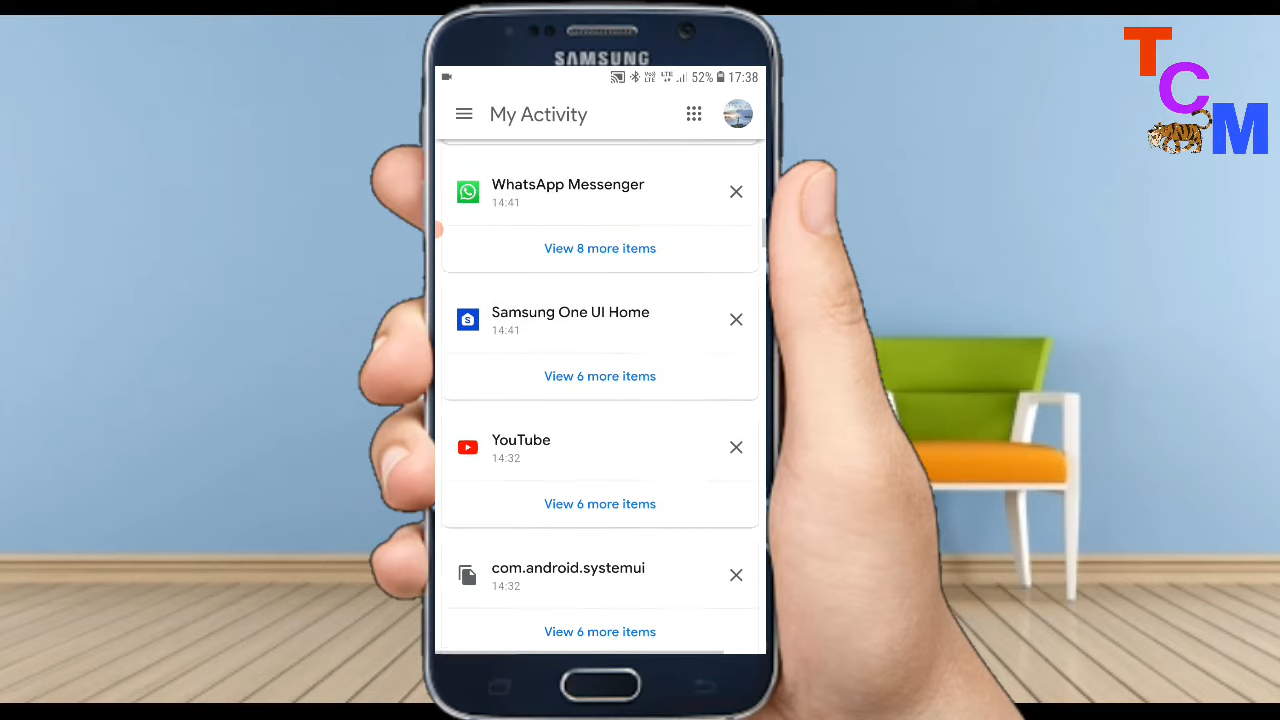 SAMSUNG
VoLTE LTE 52% 17:38
My Activity
WhatsApp Messenger
14:41
View 8 more items
Samsung One UI Home
14:41
View 6 more items
YouTube
14:32
View 6 more items
com.android.systemui
14:32
View 6 more items
T
C
M